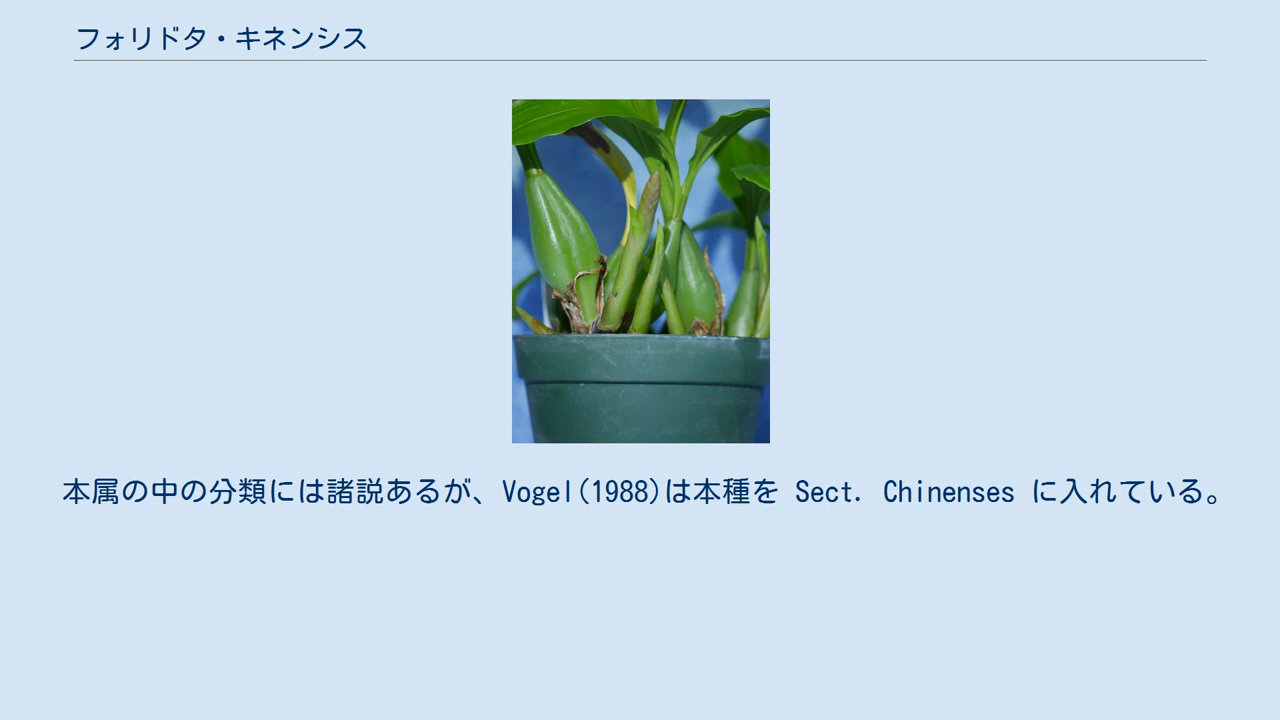 フォリドタ・キネンシス
本属の中の分類には諸説あるが、Vogel(1988)は本種を Sect. Chinenses に入れている。